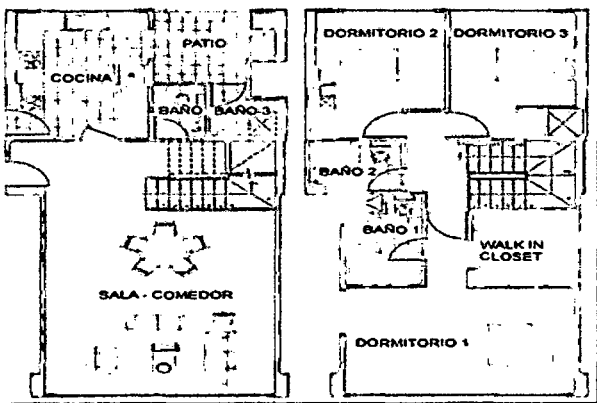 PATIO
COCINA
BAÑO
BAÑO 3
SALA - COMEDOR
DORMITORIO 2
DORMITORIO 3
BAÑO 2
BAÑO 1
WALK IN
CLOSET
DORMITORIO 1